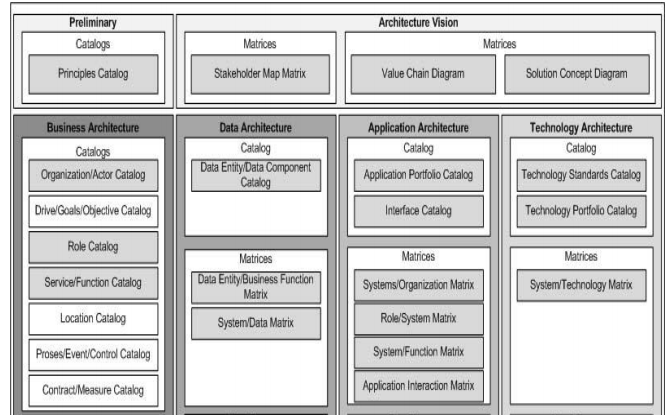 Preliminary
Catalogs
Principles Catalog
Architecture Vision
Matrices
Stakeholder Map Matrix
Matrices
Value Chain Diagram
Solution Concept Diagram
Business Architecture
Catalogs
Organization/Actor Catalog
Drive/Goals/Objective Catalog
Role Catalog
Service/Function Catalog
Location Catalog
Proses/Event/Control Catalog
Contract/Measure Catalog
Data Architecture
Catalog
Data Entity/Data Component
Catalog
Matrices
Data Entity/Business Function
Matrix
System/Data Matrix
Application Architecture
Catalog
Application Portfolio Catalog
Interface Catalog
Matrices
Systems/Organization Matrix
Role/System Matrix
System/Function Matrix
Application Interaction Matrix
Technology Architecture
Catalog
Technology Standards Catalog
Technology Portfolio Catalog
Matrices
System/Technology Matrix